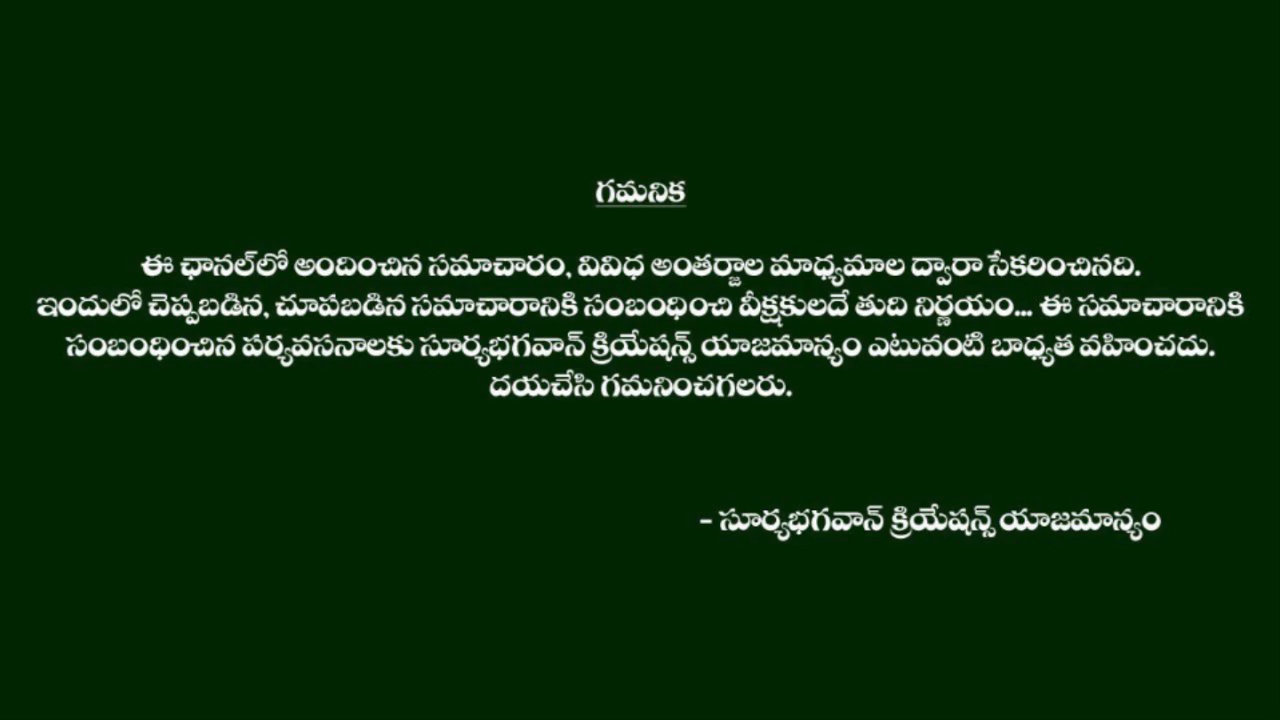 గమనిక
ఈ ఛానల్‌లో అందించిన సమాచారం, వివిధ అంతర్జాల మాధ్యమాల ద్వారా సేకరించినది.
ఇందులో చెప్పబడిన, చూపబడిన సమాచారానికి సంబంధించి వీక్షకులదే తుది నిర్ణయం... ఈ సమాచారానికి
సంబంధించిన పర్యవసనాలకు సూర్యభగవాన్ క్రియేషన్స్ యాజమాన్యం ఎటువంటి బాధ్యత వహించదు.
దయచేసి గమనించగలరు.
- సూర్యభగవాన్ క్రియేషన్స్ యాజమాన్యం